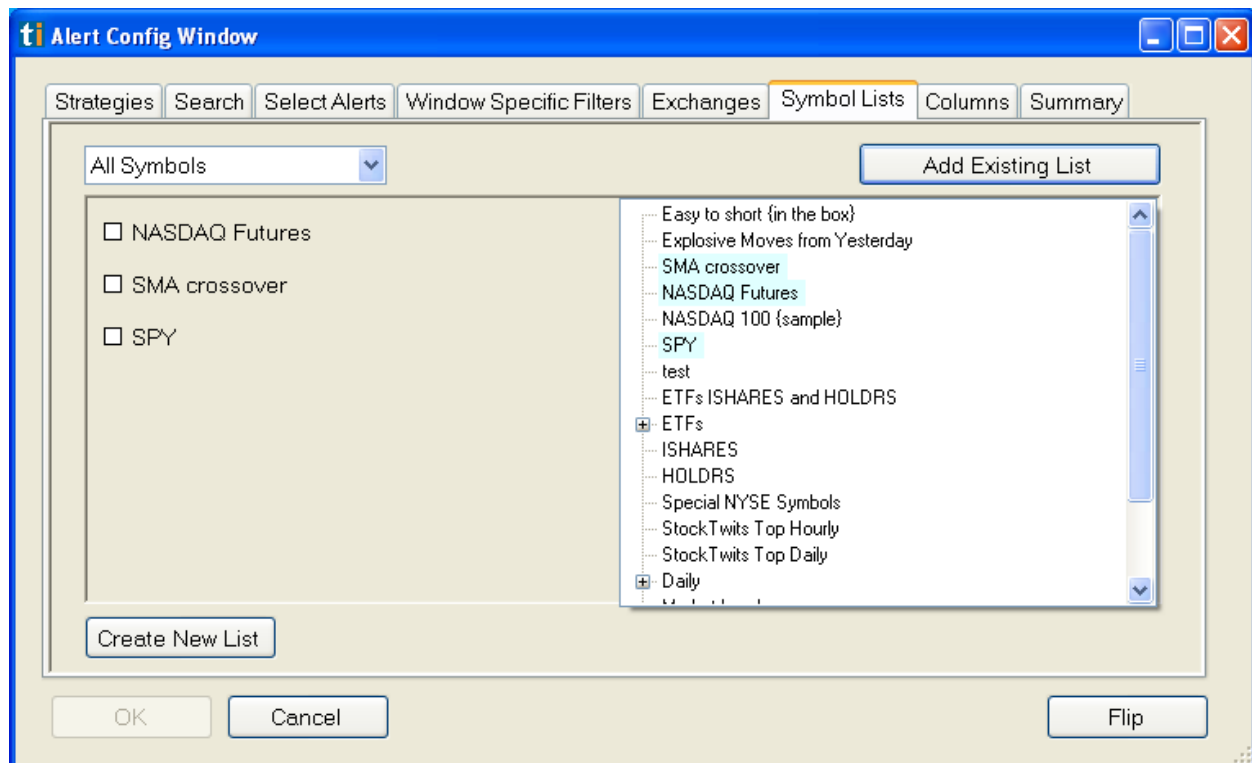 ti Alert Config Window
Strategies Search Select Alerts Window Specific Filters Exchanges Symbol Lists Columns Summary
All Symbols
Add Existing List
NASDAQ Futures
SMA crossover
SPY
Easy to short {in the box}
Explosive Moves from Yesterday
SMA crossover
NASDAQ Futures
NASDAQ 100 {sample}
SPY
test
ETFs ISHARES and HOLDRS
ETFs
ISHARES
HOLDRS
Special NYSE Symbols
StockTwits Top Hourly
StockTwits Top Daily
Daily
Create New List
OK Cancel Flip